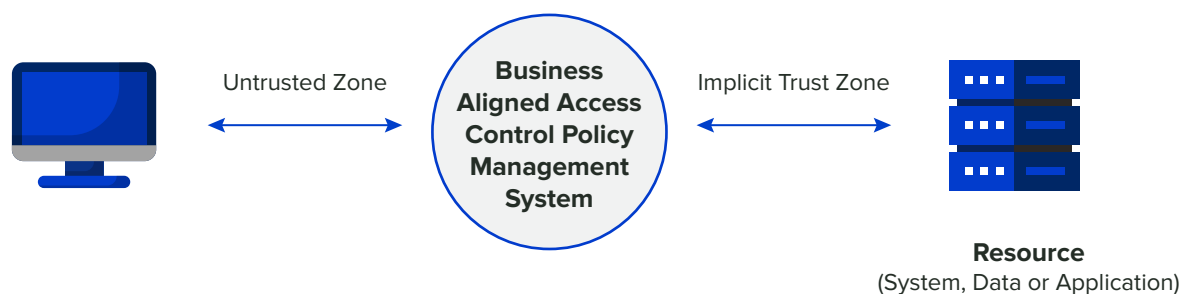 Untrusted Zone
Business
Aligned Access
Control Policy
Management
System
Implicit Trust Zone
Resource
(System, Data or Application)